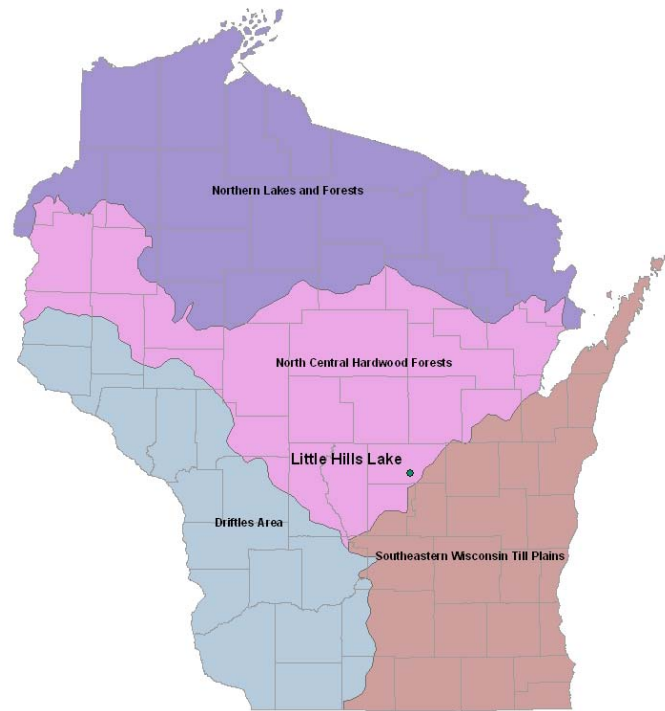 Northern Lakes and Forests
North Central Hardwood Forests
Little Hills Lake
Driftles Area
Southeastern Wisconsin Till Plains